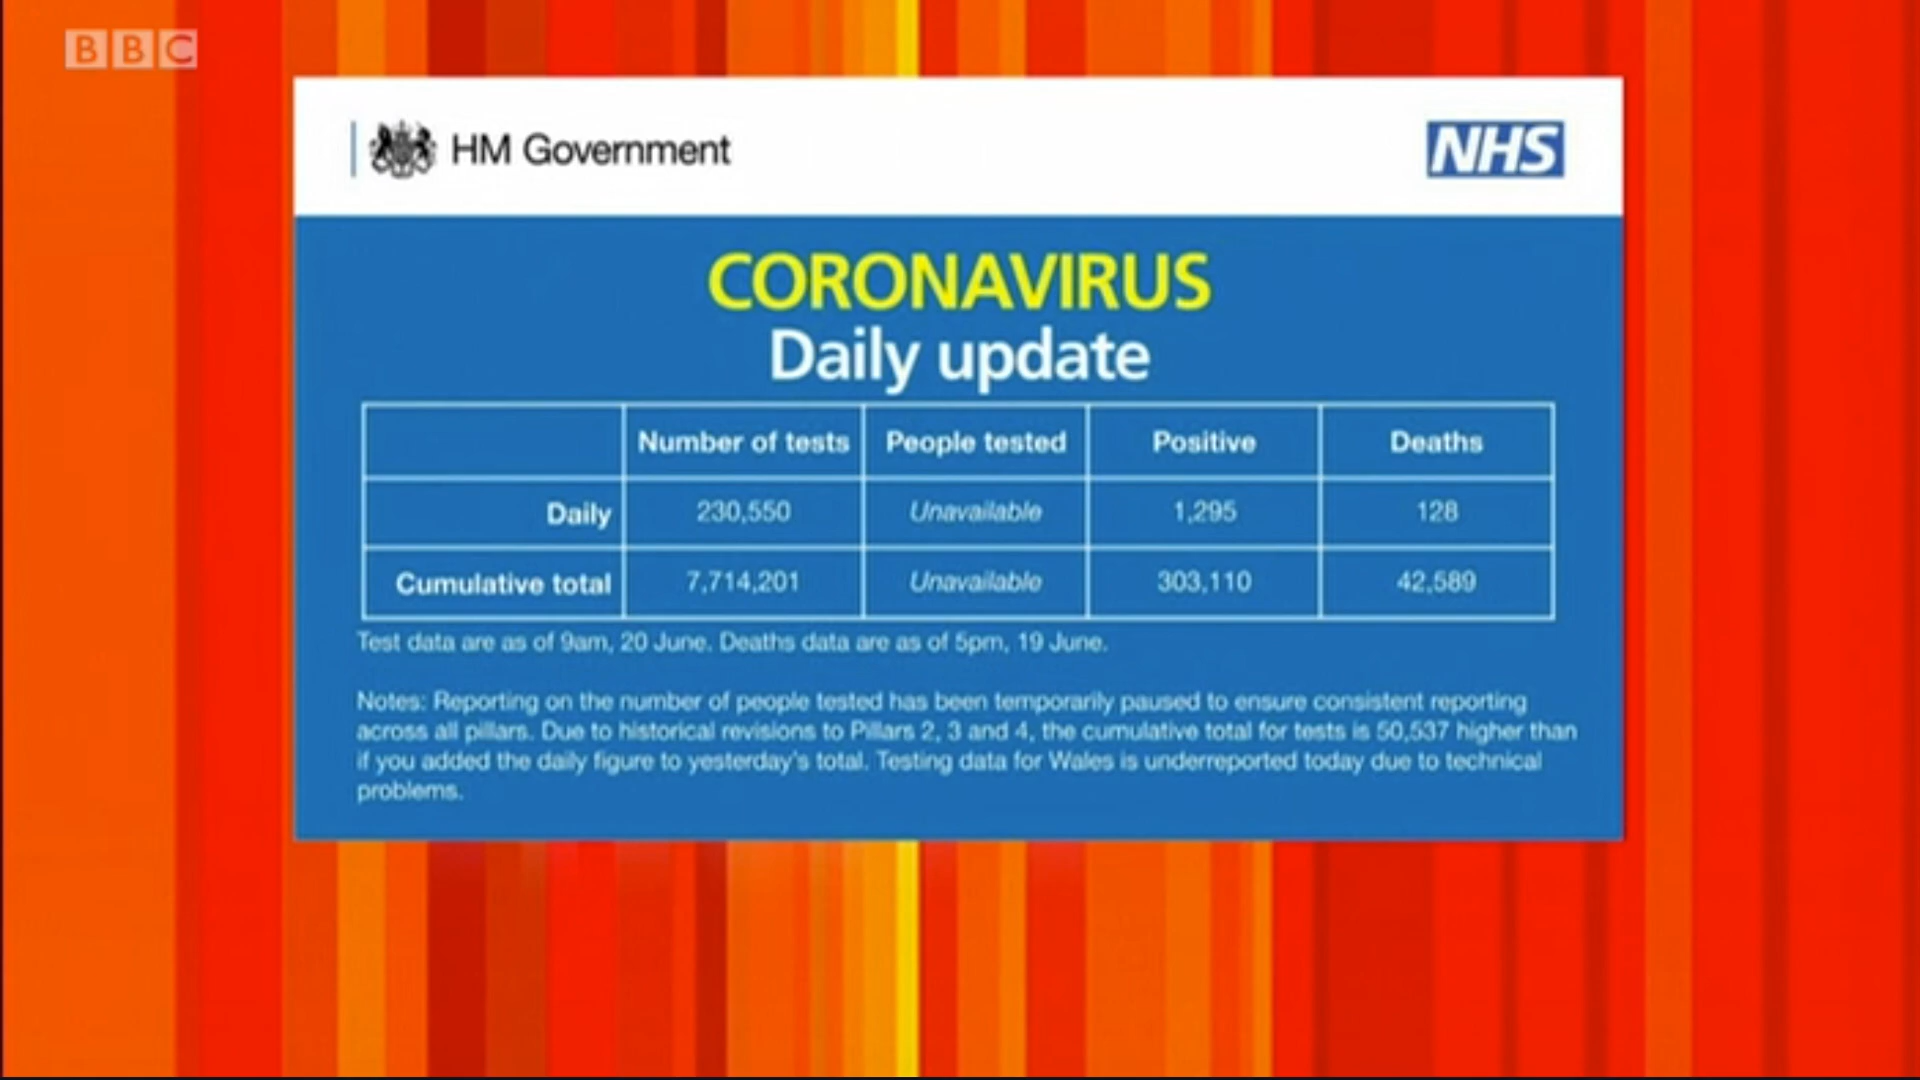 BBC
HM Government
NHS
CORONAVIRUS
Daily update
Number of tests People tested Positive Deaths
Daily 230,550 Unavailable 1,295 128
Cumulative total 7,714,201 Unavailable 303,110 42,589
Test data are as of 9am, 20 June. Deaths data are as of 5pm, 19 June.
Notes: Reporting on the number of people tested has been temporarily paused to ensure consistent reporting
across all pillars. Due to historical revisions to Pillars 2, 3 and 4, the cumulative total for tests is 50,537 higher than
if you added the daily figure to yesterday's total. Testing data for Wales is underreported today due to technical
problems.